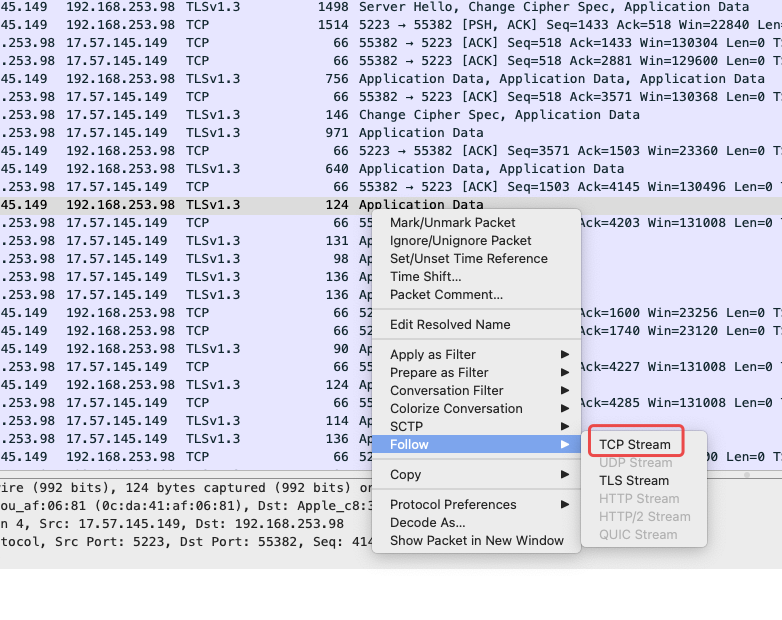 45.149 192.168.253.98 TLSv1.3 1498 Server Hello, Change Cipher Spec, Application Data
45.149 192.168.253.98 TCP 1514 5223 → 55382 [PSH, ACK] Seq=1433 Ack=518 Win=22840 Len=
.253.98 17.57.145.149 TCP 66 55382 → 5223 [ACK] Seq=518 Ack=1433 Win=130304 Len=0 T
.253.98 17.57.145.149 TCP 66 55382 → 5223 [ACK] Seq=518 Ack=2881 Win=129600 Len=0 T
45.149 192.168.253.98 TLSv1.3 756 Application Data, Application Data, Application Data
.253.98 17.57.145.149 TCP 66 55382 → 5223 [ACK] Seq=518 Ack=3571 Win=130368 Len=0 T
.253.98 17.57.145.149 TLSv1.3 146 Change Cipher Spec, Application Data
.253.98 17.57.145.149 TLSv1.3 971 Application Data
45.149 192.168.253.98 TCP 66 5223 → 55382 [ACK] Seq=3571 Ack=1503 Win=23360 Len=0 T
45.149 192.168.253.98 TLSv1.3 640 Application Data, Application Data
.253.98 17.57.145.149 TCP 66 55382 → 5223 [ACK] Seq=1503 Ack=4145 Win=130496 Len=0
45.149 192.168.253.98 TLSv1.3 124 Application Data
.253.98 17.57.145.149 TCP 66 55 Ack=4203 Win=131008 Len=0
.253.98 17.57.145.149 TLSv1.3 131 Ap
.253.98 17.57.145.149 TLSv1.3 98 Ap
.253.98 17.57.145.149 TLSv1.3 136 Ap
.253.98 17.57.145.149 TLSv1.3 136 Ap
45.149 192.168.253.98 TCP 66 52 Ack=1600 Win=23256 Len=0 T
45.149 192.168.253.98 TCP 66 52 Ack=1740 Win=23120 Len=0 T
45.149 192.168.253.98 TLSv1.3 90 Ap
.253.98 17.57.145.149 TCP 66 55 Ack=4227 Win=131008 Len=0
45.149 192.168.253.98 TLSv1.3 124 Ap
.253.98 17.57.145.149 TCP 66 55 Ack=4285 Win=131008 Len=0
.253.98 17.57.145.149 TLSv1.3 114 Ap
.253.98 17.57.145.149 TLSv1.3 136 Ap
45.149 192.168.253.98 TCP 66 52 Len=0 T
Mark/Unmark Packet
Ignore/Unignore Packet
Set/Unset Time Reference
Time Shift...
Packet Comment...
Edit Resolved Name
Apply as Filter
Prepare as Filter
Conversation Filter
Colorize Conversation
SCTP
Follow
Copy
Protocol Preferences
Decode As...
Show Packet in New Window
TCP Stream
UDP Stream
TLS Stream
HTTP Stream
HTTP/2 Stream
QUIC Stream
ire (992 bits), 124 bytes captured (992 bits) on
ou_af:06:81 (0c:da:41:af:06:81), Dst: Apple_c8:3
n 4, Src: 17.57.145.149, Dst: 192.168.253.98
tocol, Src Port: 5223, Dst Port: 55382, Seq: 414